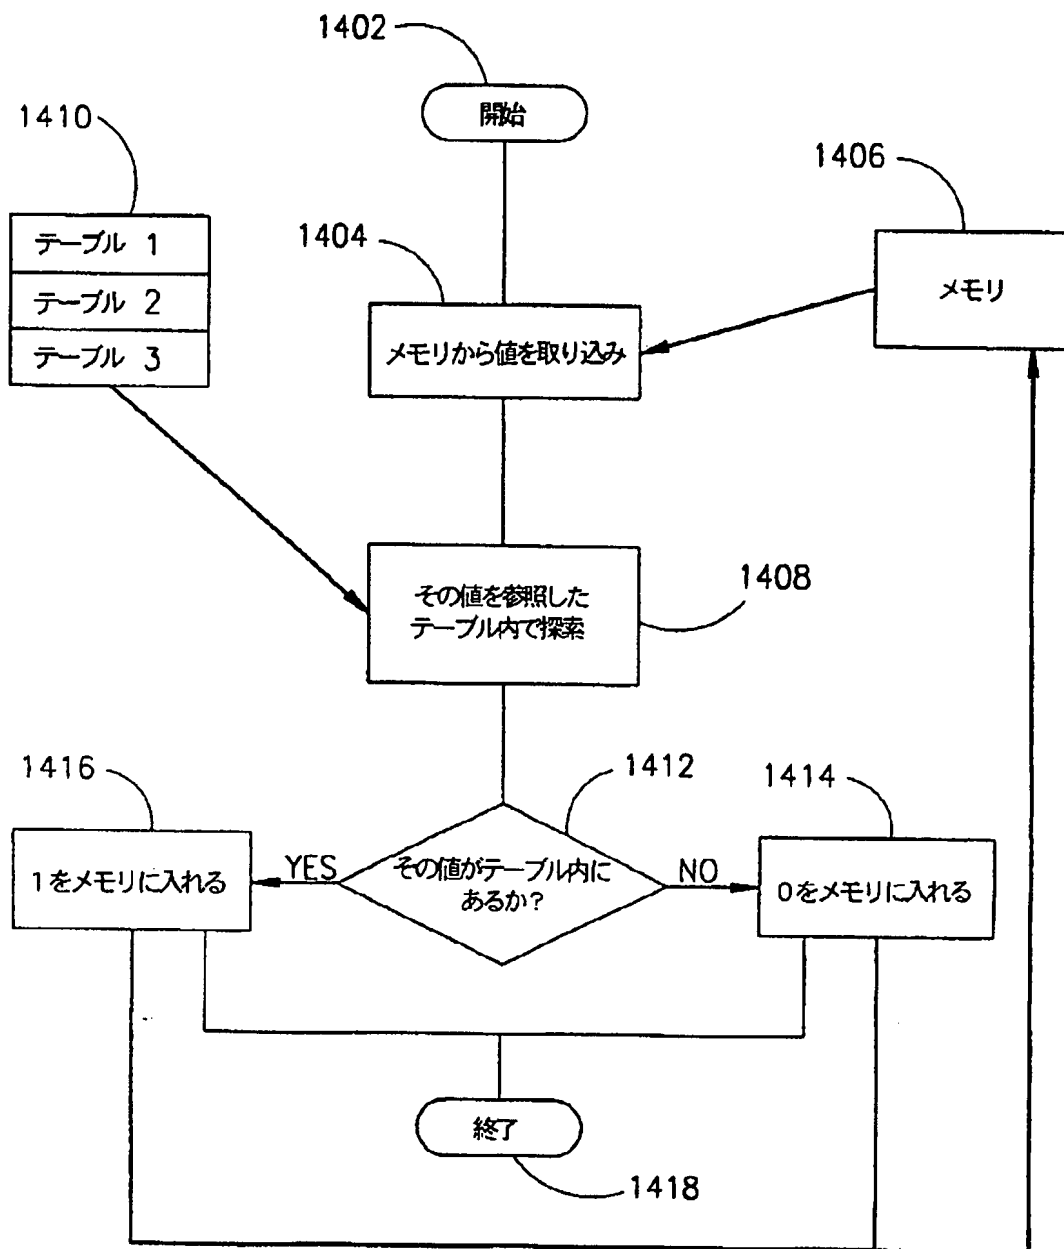 1402
開始
1410
1406
テーブル 1
テーブル 2
テーブル 3
1404
メモリ
メモリから値を取り込み
その値を参照した
テーブル内で探索
1408
1416
1412
1414
その値がテーブル内に
あるか?
YES
NO
1をメモリに入れる
0をメモリに入れる
終了
1418